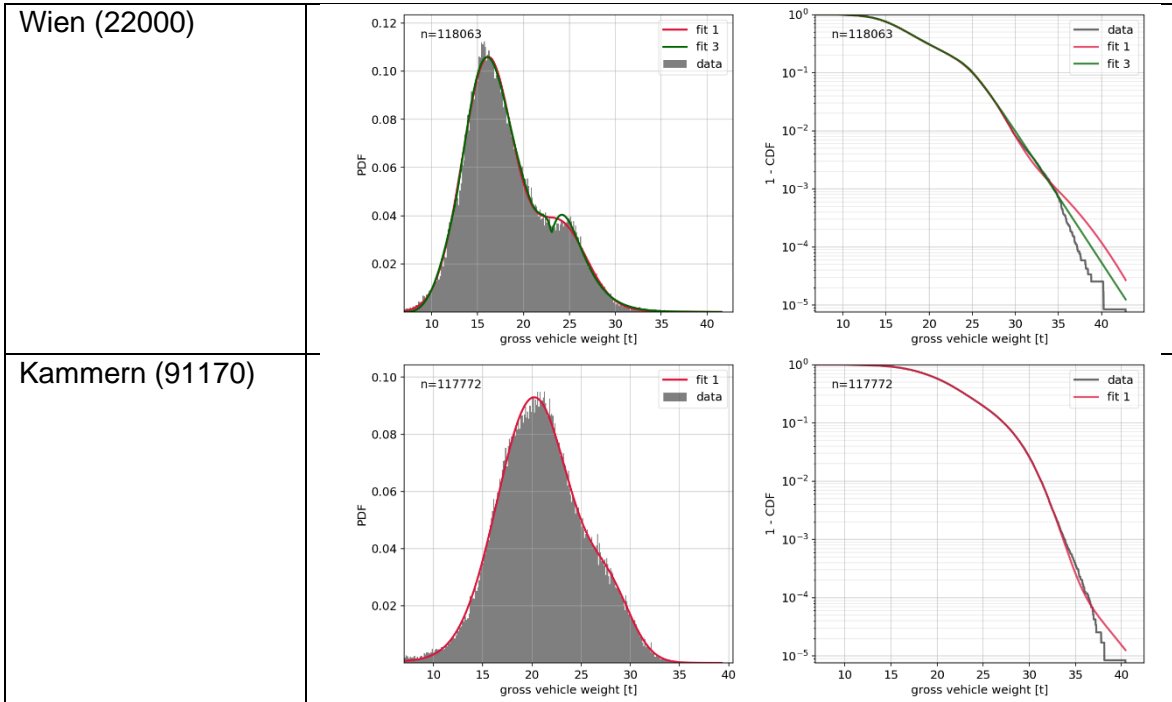 Wien (22000)
n=118063
fit 1
fit 3
data
0.12
0.10
0.08
0.06
0.04
0.02
PDF
10 15 20 25 30 35 40
gross vehicle weight [t]
n=118063
data
fit 1
fit 3
10⁰
10⁻¹
10⁻²
10⁻³
10⁻⁴
10⁻⁵
1 - CDF
10 15 20 25 30 35 40
gross vehicle weight [t]
Kammern (91170)
n=117772
fit 1
data
0.10
0.08
0.06
0.04
0.02
PDF
10 15 20 25 30 35 40
gross vehicle weight [t]
n=117772
data
fit 1
10⁰
10⁻¹
10⁻²
10⁻³
10⁻⁴
10⁻⁵
1 - CDF
10 15 20 25 30 35 40
gross vehicle weight [t]